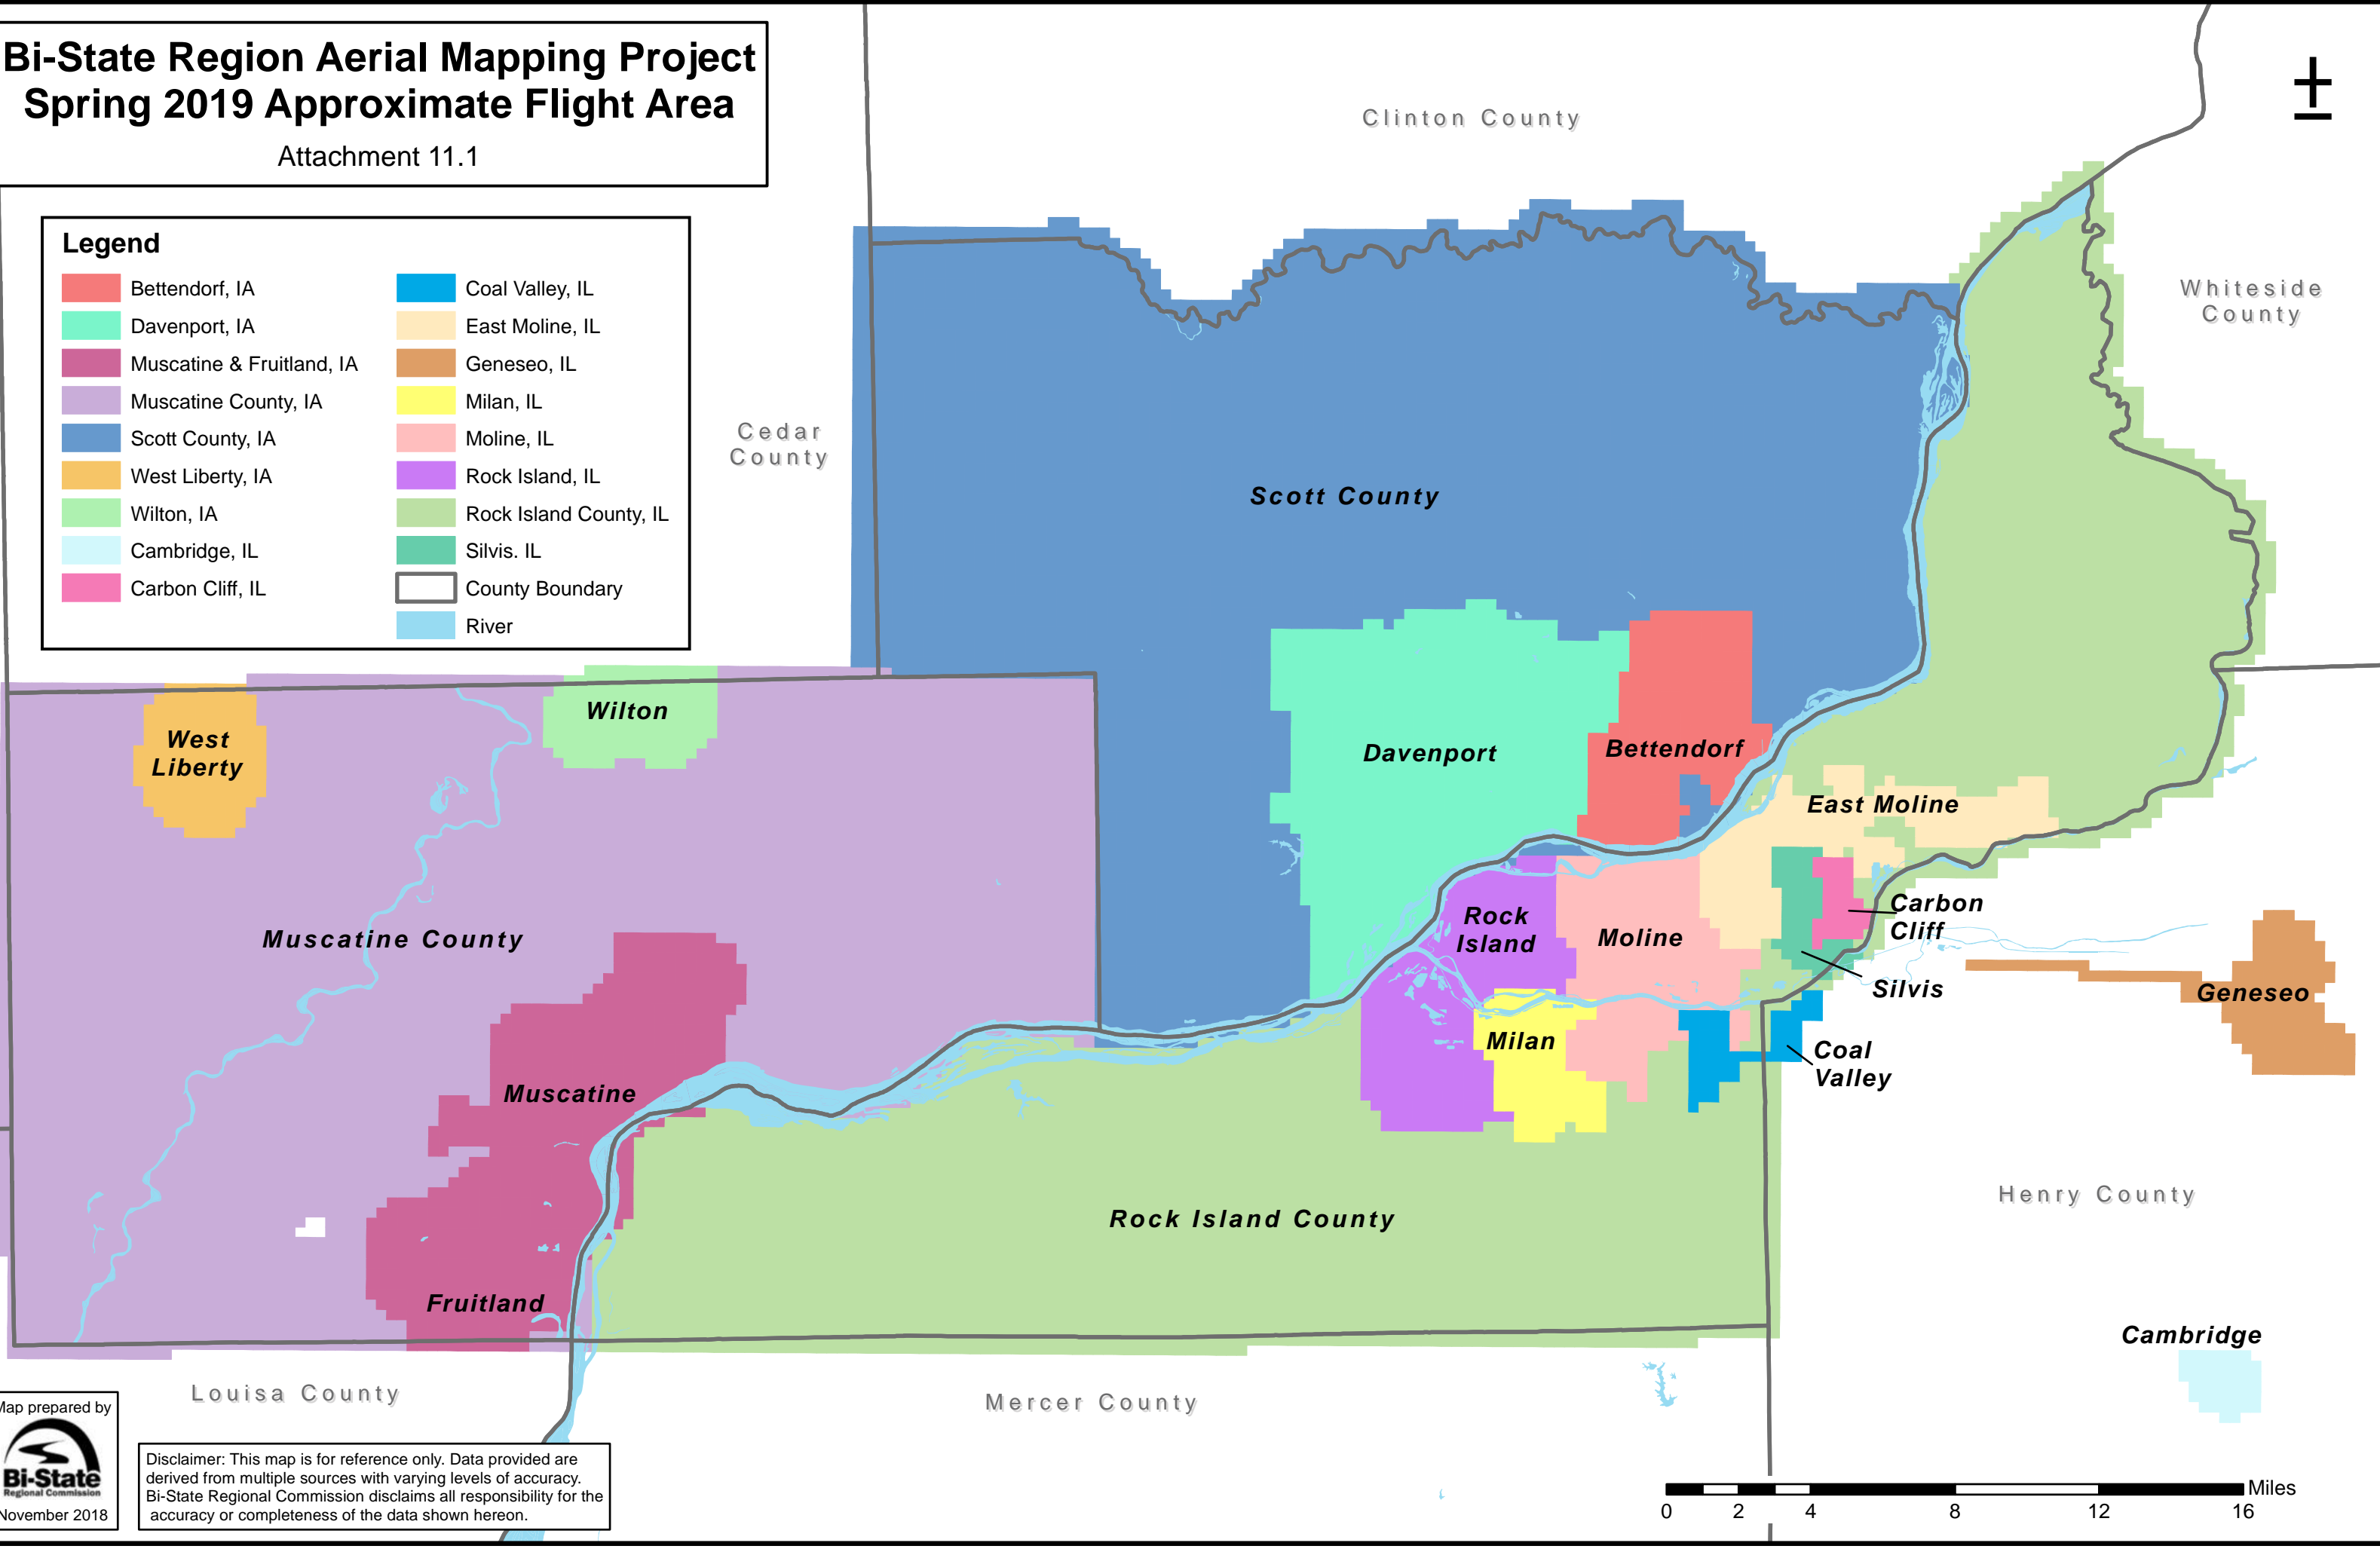 Bi-State Region Aerial Mapping Project
Spring 2019 Approximate Flight Area
Attachment 11.1
Legend
Bettendorf, IA
Davenport, IA
Muscatine & Fruitland, IA
Muscatine County, IA
Scott County, IA
West Liberty, IA
Wilton, IA
Cambridge, IL
Carbon Cliff, IL
Coal Valley, IL
East Moline, IL
Geneseo, IL
Milan, IL
Moline, IL
Rock Island, IL
Rock Island County, IL
Silvis. IL
County Boundary
River
Clinton County
±
Whiteside
County
Cedar
County
Scott County
Wilton
West
Liberty
Davenport
Bettendorf
East Moline
Muscatine County
Rock
Island
Moline
Carbon
Cliff
Silvis
Geneseo
Milan
Coal
Valley
Muscatine
Henry County
Rock Island County
Fruitland
Cambridge
Louisa County
Mercer County
Map prepared by
Bi-State
Regional Commission
November 2018
Disclaimer: This map is for reference only. Data provided are
derived from multiple sources with varying levels of accuracy.
Bi-State Regional Commission disclaims all responsibility for the
accuracy or completeness of the data shown hereon.
Miles
0 2 4 8 12 16